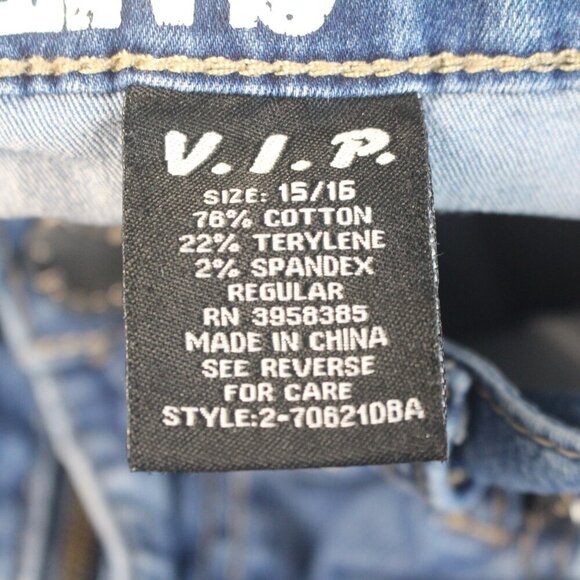 V.I.P.
SIZE: 15/16
76% COTTON
22% TERYLENE
2% SPANDEX
REGULAR
RN 3958385
MADE IN CHINA
SEE REVERSE
FOR CARE
STYLE:2-70621DBA